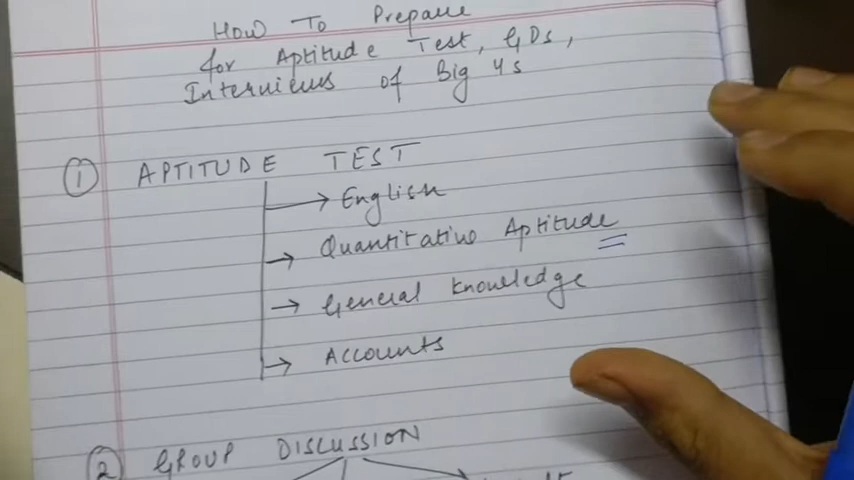 How To Prepare
for Aptitude Test, GDs,
Interviews of Big 4s
1 APTITUDE TEST
→ English
→ Quantitative Aptitude
→ General Knowledge
→ Accounts
2 GROUP DISCUSSION